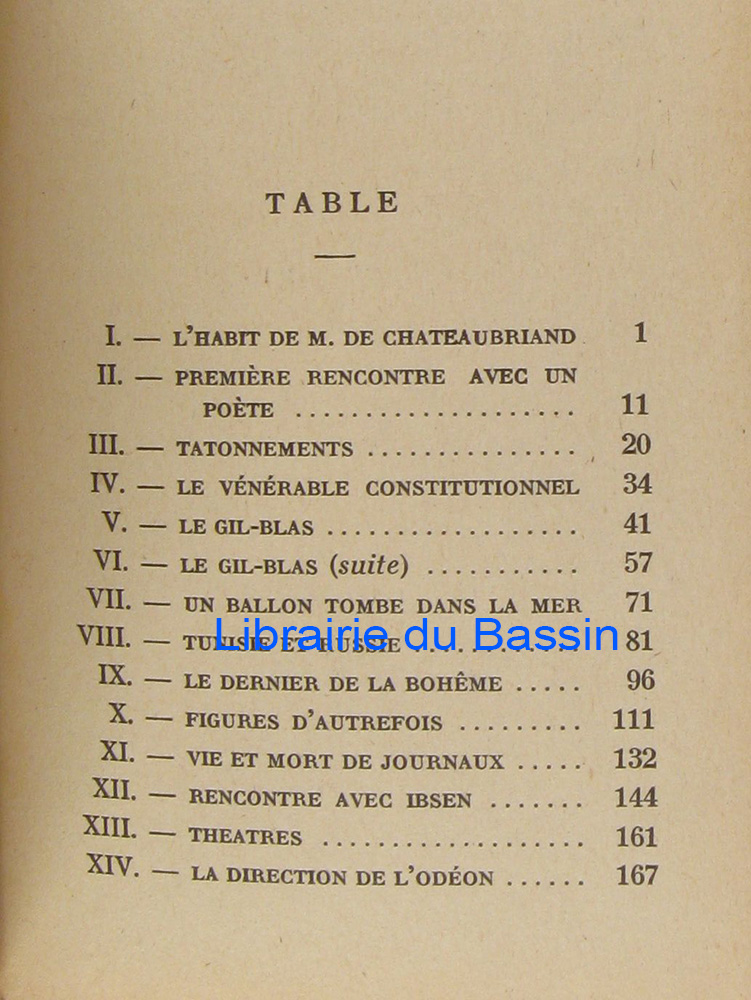 TABLE
I. — L'HABIT DE M. DE CHATEAUBRIAND 1
II. — PREMIÈRE RENCONTRE AVEC UN
POÈTE ..................... 11
III. — TATONNEMENTS ................ 20
IV. — LE VÉNÉRABLE CONSTITUTIONNEL 34
V. — LE GIL-BLAS ................... 41
VI. — LE GIL-BLAS (suite) ........... 57
VII. — UN BALLON TOMBE DANS LA MER 71
VIII. — TUNISIE ET RUSSIE ............ 81
Librairie du Bassin
IX. — LE DERNIER DE LA BOHÊME ..... 96
X. — FIGURES D'AUTREFOIS ......... 111
XI. — VIE ET MORT DE JOURNAUX ..... 132
XII. — RENCONTRE AVEC IBSEN ....... 144
XIII. — THEATRES ................... 161
XIV. — LA DIRECTION DE L'ODÉON ...... 167